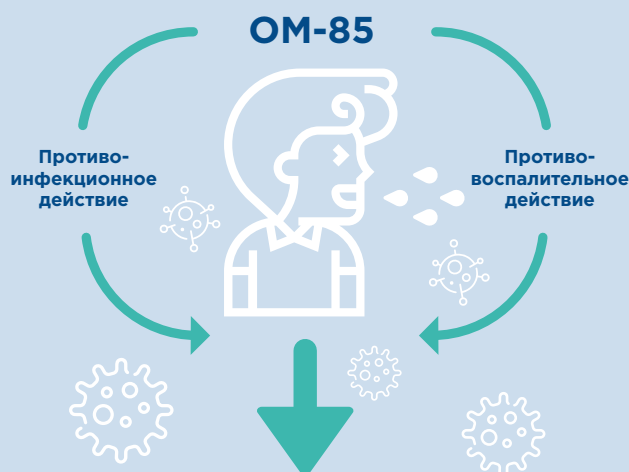 ОМ-85
Противо-
инфекционное
действие
Противо-
воспалительное
действие